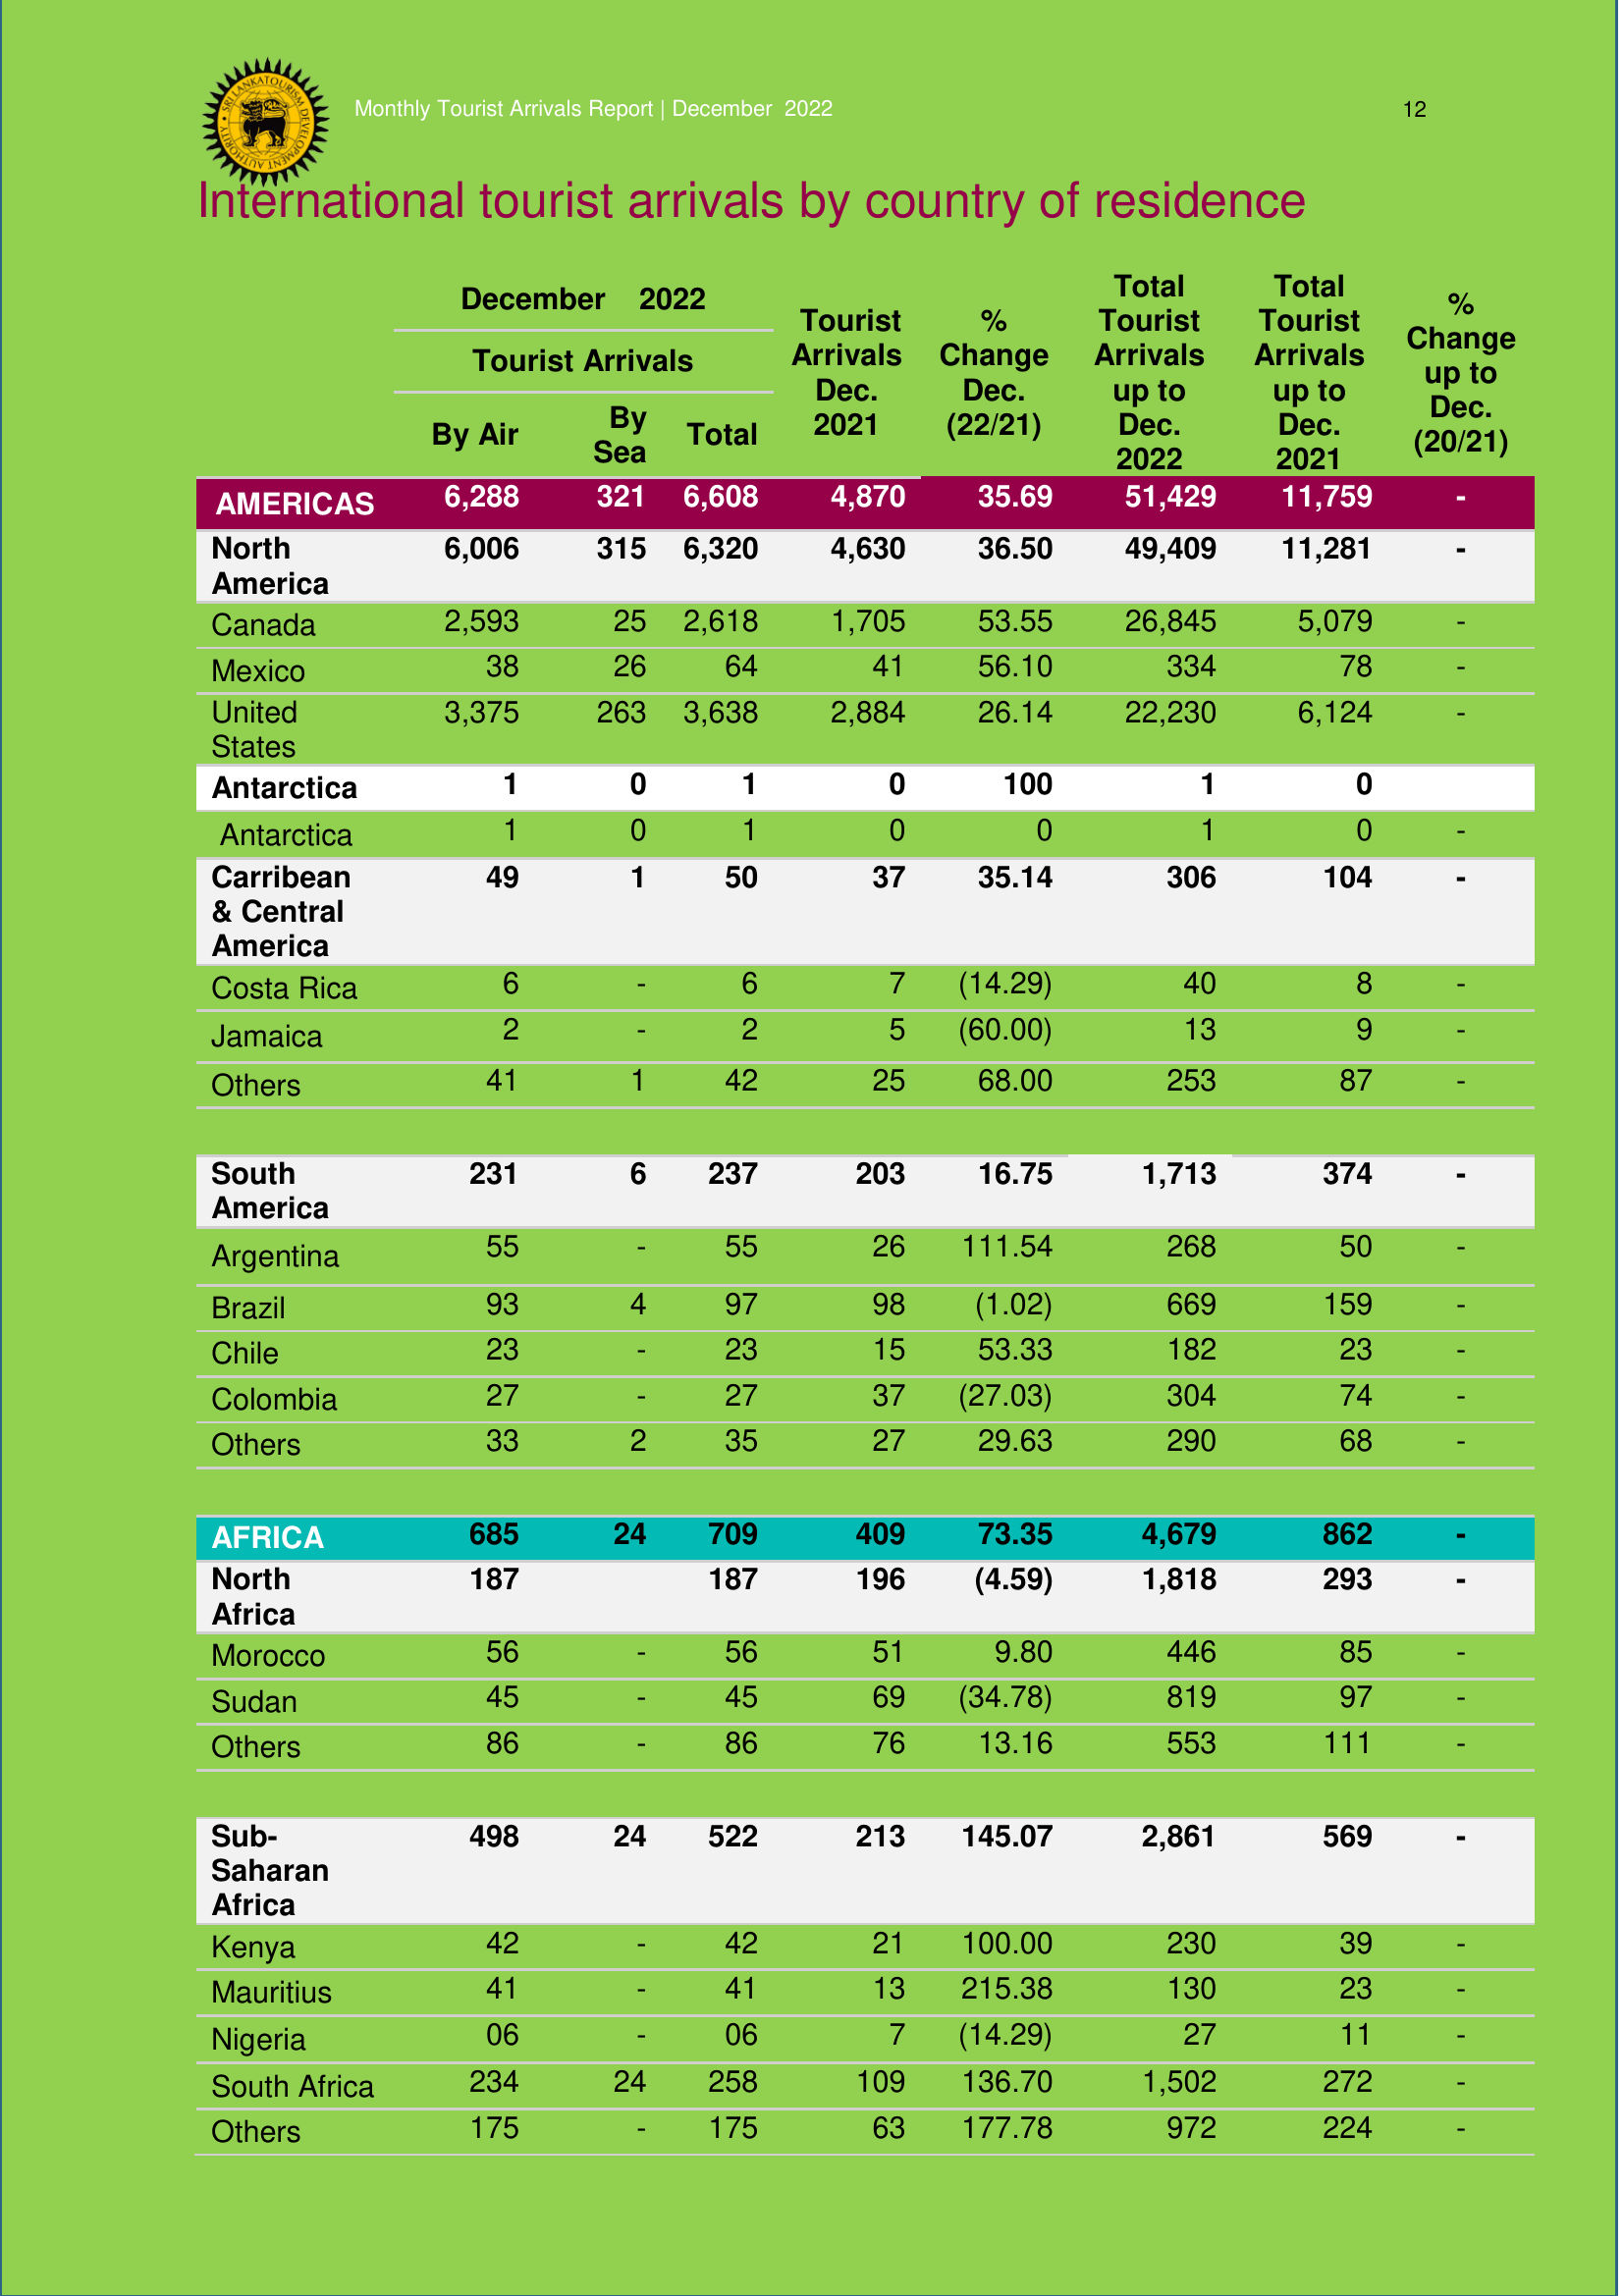 SRI LANKA TOURISM DEVELOPMENT AUTHORITY
Monthly Tourist Arrivals Report | December 2022
12
International tourist arrivals by country of residence
December 2022
Tourist Arrivals
By Air
By
Sea
Total
Tourist
Arrivals
Dec.
2021
%
Change
Dec.
(22/21)
Total
Tourist
Arrivals
up to
Dec.
2022
Total
Tourist
Arrivals
up to
Dec.
2021
%
Change
up to
Dec.
(20/21)
AMERICAS 6,288 321 6,608 4,870 35.69 51,429 11,759 -
North 6,006 315 6,320 4,630 36.50 49,409 11,281 -
America
Canada 2,593 25 2,618 1,705 53.55 26,845 5,079 -
Mexico 38 26 64 41 56.10 334 78 -
United 3,375 263 3,638 2,884 26.14 22,230 6,124 -
States
Antarctica 1 0 1 0 100 1 0
Antarctica 1 0 1 0 0 1 0 -
Carribean 49 1 50 37 35.14 306 104 -
& Central
America
Costa Rica 6 - 6 7 (14.29) 40 8 -
Jamaica 2 - 2 5 (60.00) 13 9 -
Others 41 1 42 25 68.00 253 87 -
South 231 6 237 203 16.75 1,713 374 -
America
Argentina 55 - 55 26 111.54 268 50 -
Brazil 93 4 97 98 (1.02) 669 159 -
Chile 23 - 23 15 53.33 182 23 -
Colombia 27 - 27 37 (27.03) 304 74 -
Others 33 2 35 27 29.63 290 68 -
AFRICA 685 24 709 409 73.35 4,679 862 -
North 187 187 196 (4.59) 1,818 293 -
Africa
Morocco 56 - 56 51 9.80 446 85 -
Sudan 45 - 45 69 (34.78) 819 97 -
Others 86 - 86 76 13.16 553 111 -
Sub- 498 24 522 213 145.07 2,861 569 -
Saharan
Africa
Kenya 42 - 42 21 100.00 230 39 -
Mauritius 41 - 41 13 215.38 130 23 -
Nigeria 06 - 06 7 (14.29) 27 11 -
South Africa 234 24 258 109 136.70 1,502 272 -
Others 175 - 175 63 177.78 972 224 -